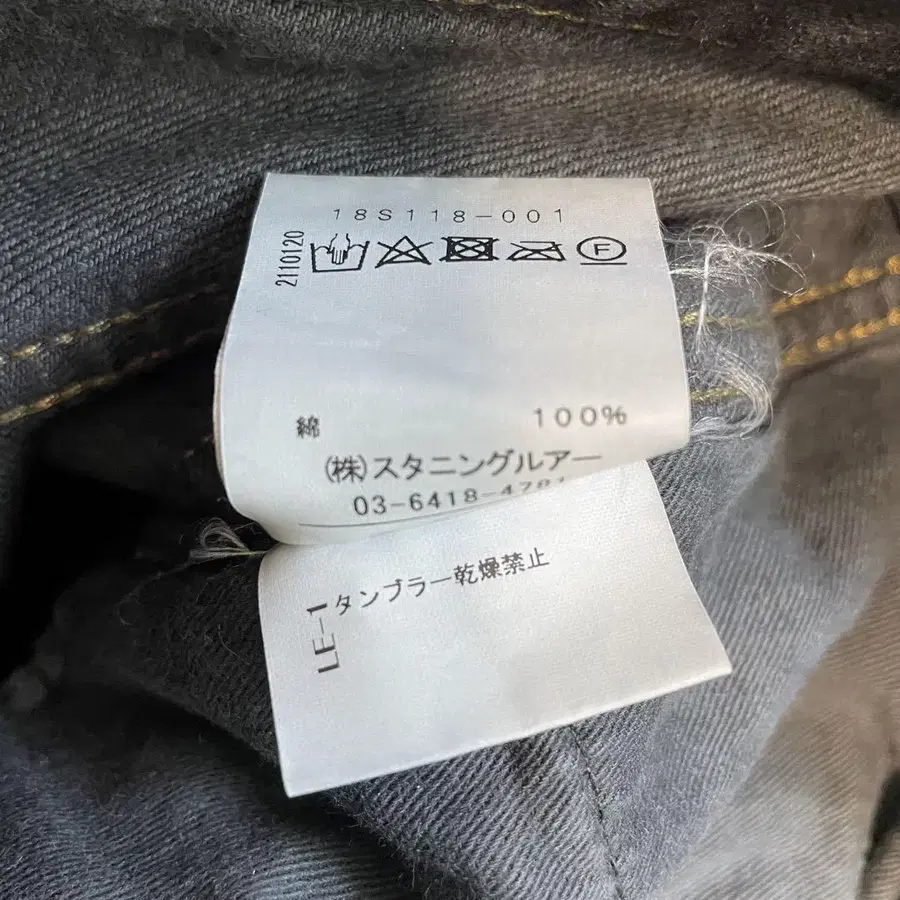 18S118-001
2110120
F
綿 100%
(株)スタニングルアー
03-6418-4781
LE-1
タンブラー乾燥禁止